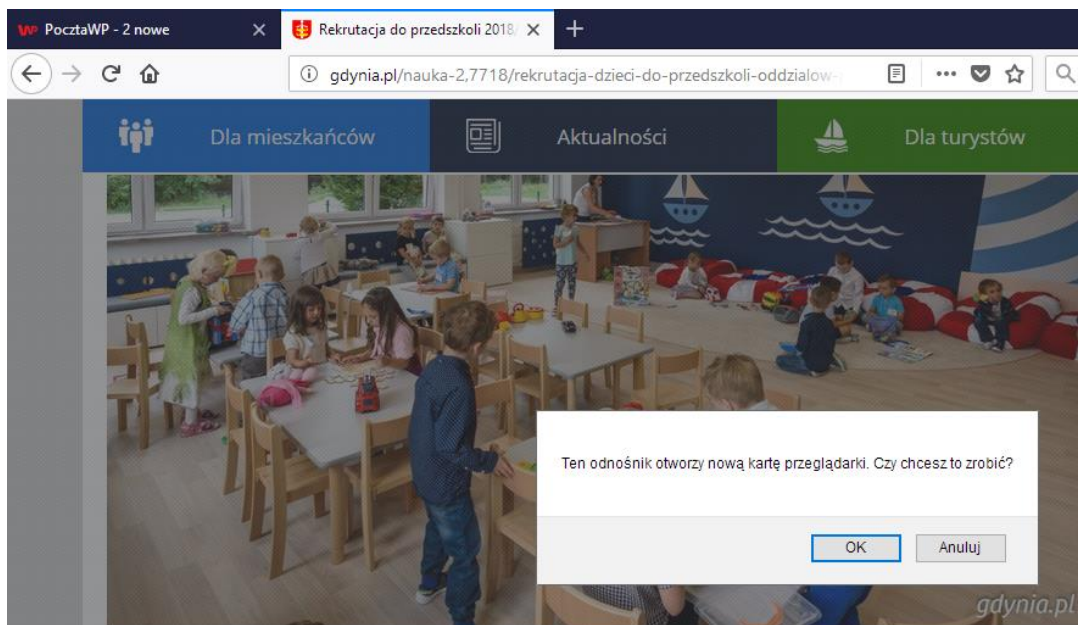 WP PocztaWP - 2 nowe
Rekrutacja do przedszkoli 2018/
gdynia.pl/nauka-2,7718/rekrutacja-dzieci-do-przedszkoli-oddzialow-
Dla mieszkańców
Aktualności
Dla turystów
Ten odnośnik otworzy nową kartę przeglądarki. Czy chcesz to zrobić?
OK
Anuluj
gdynia.pl